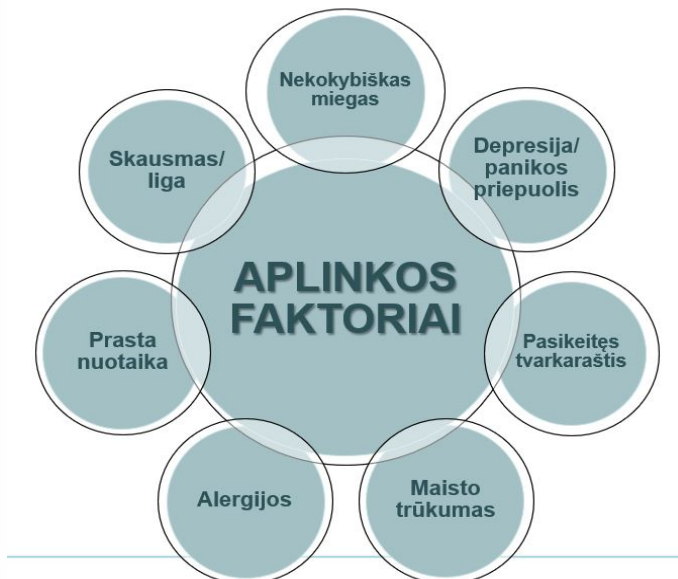 Nekokybiškas
miegas
Depresija/
panikos
priepuolis
Skausmas/
liga
APLINKOS
FAKTORIAI
Prasta
nuotaika
Pasikeitęs
tvarkaraštis
Alergijos
Maisto
trūkumas